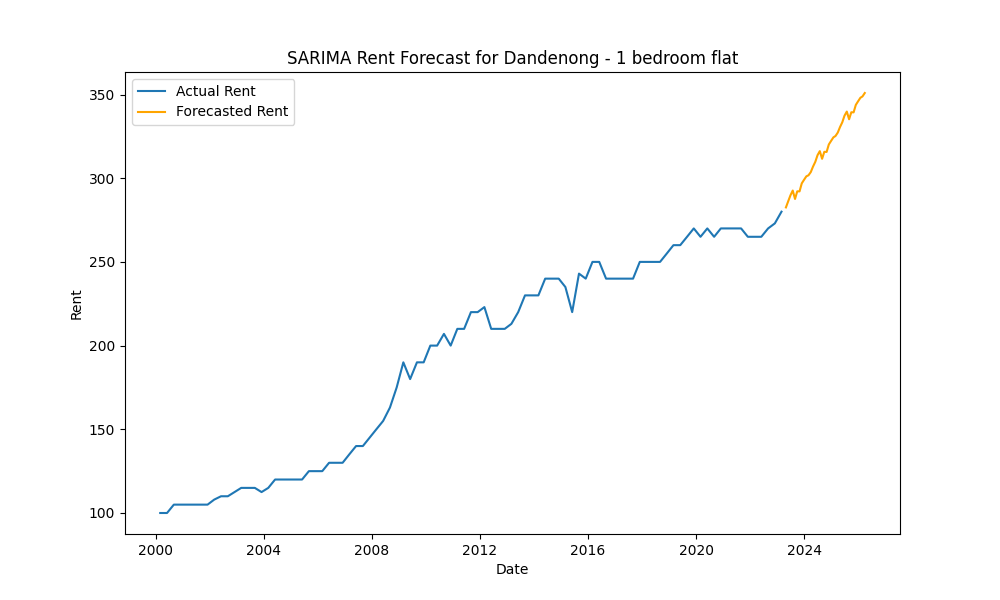 SARIMA Rent Forecast for Dandenong - 1 bedroom flat
Actual Rent
Forecasted Rent
350
300
250
200
150
100
Rent
2000 2004 2008 2012 2016 2020 2024
Date